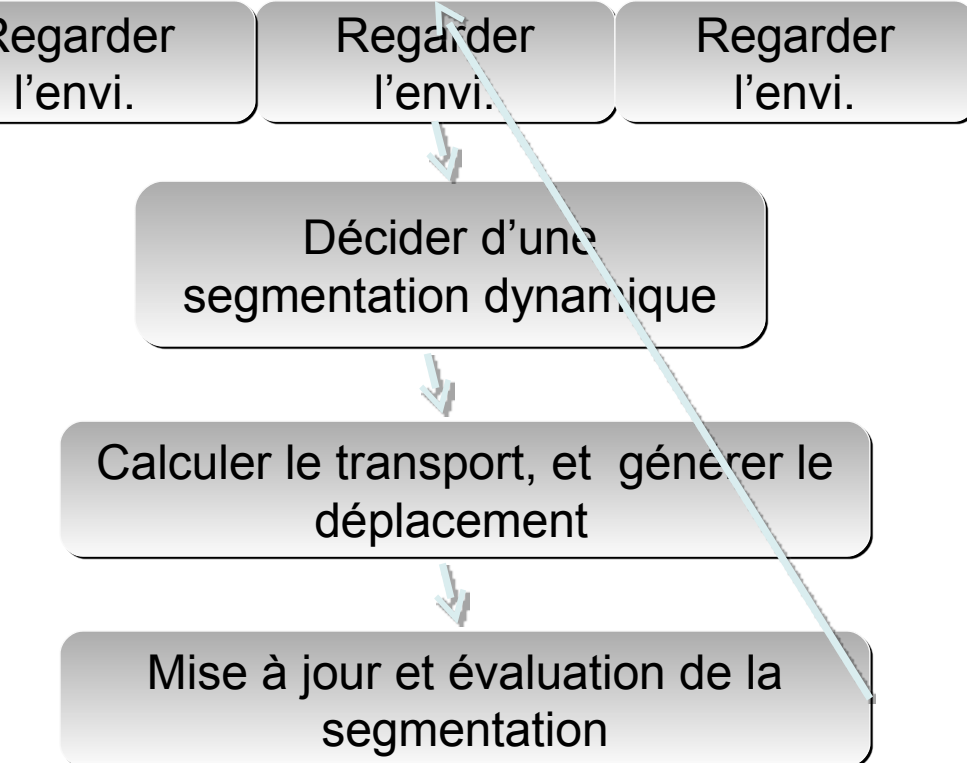 Regarder
l’envi.
Regarder
l’envi.
Regarder
l’envi.
Décider d’une
segmentation dynamique
Calculer le transport, et  générer le
déplacement
Mise à jour et évaluation de la
segmentation